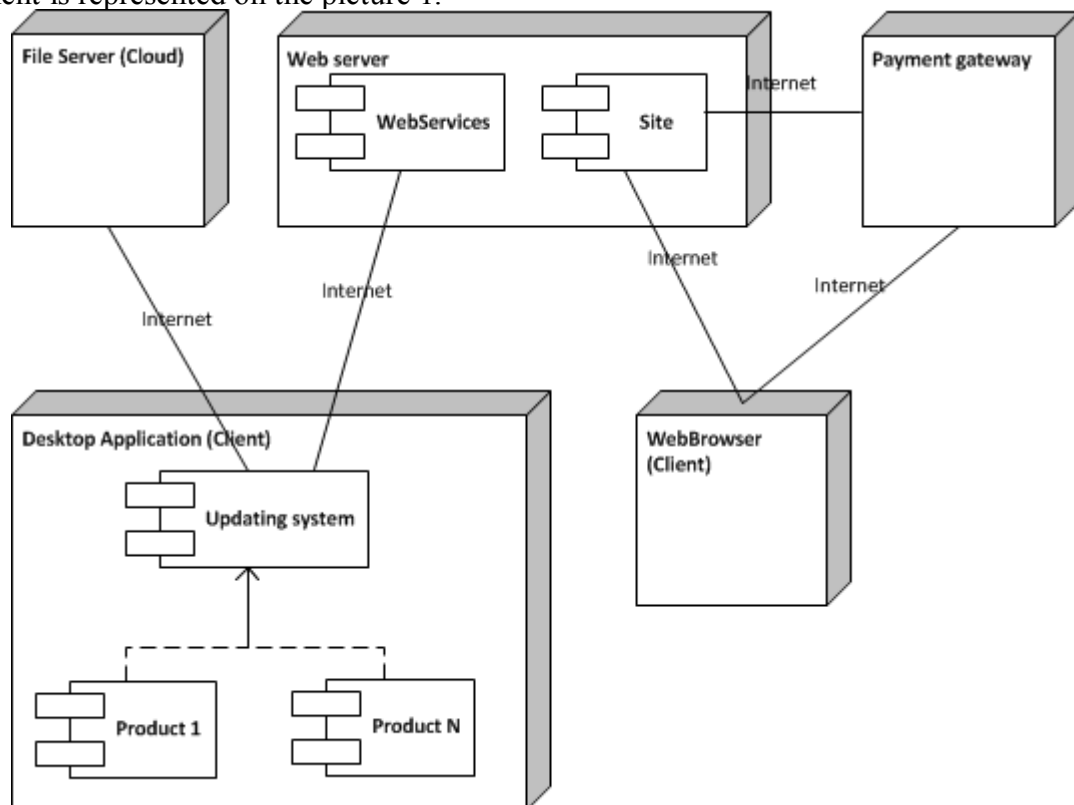 ent is represented on the picture 1.
File Server (Cloud)
Web server
Payment gateway
WebServices
Site
Internet
Internet
Internet
Internet
Internet
Desktop Application (Client)
WebBrowser
(Client)
Updating system
Product 1
Product N